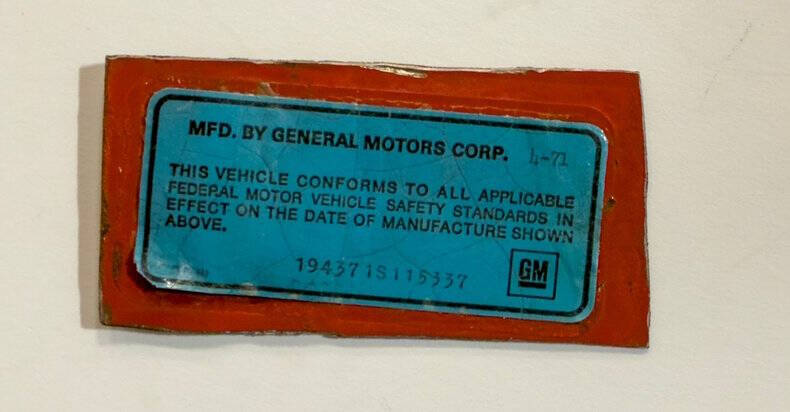 MFD. BY GENERAL MOTORS CORP. 4-71
THIS VEHICLE CONFORMS TO ALL APPLICABLE
FEDERAL MOTOR VEHICLE SAFETY STANDARDS IN
EFFECT ON THE DATE OF MANUFACTURE SHOWN
ABOVE.
194371S115337
GM